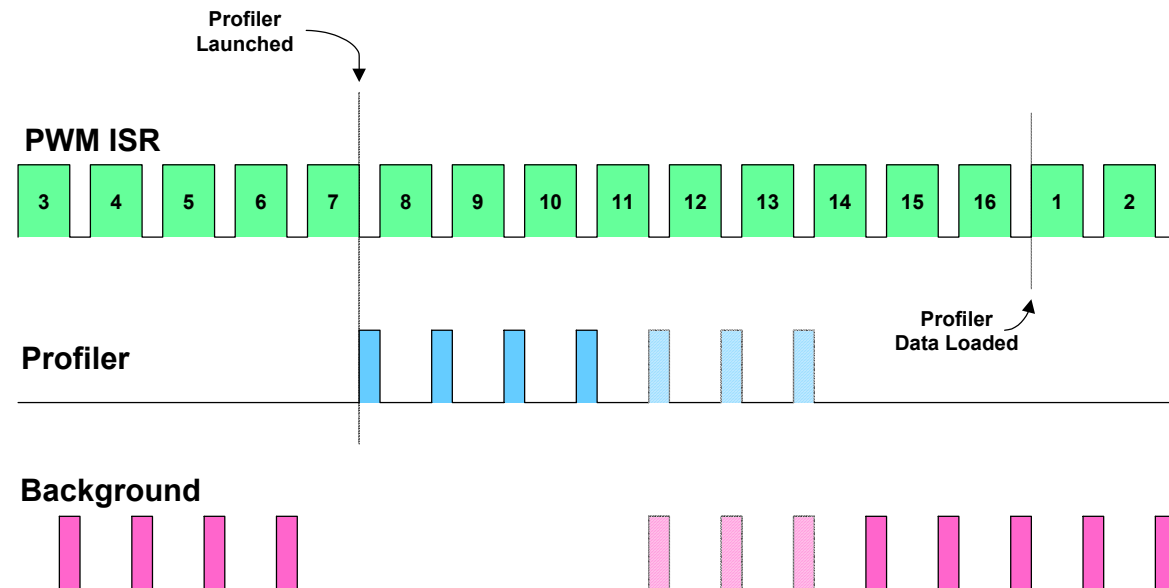 Profiler
Launched
PWM ISR
3 4 5 6 7 8 9 10 11 12 13 14 15 16 1 2
Profiler
Data Loaded
Profiler
Background